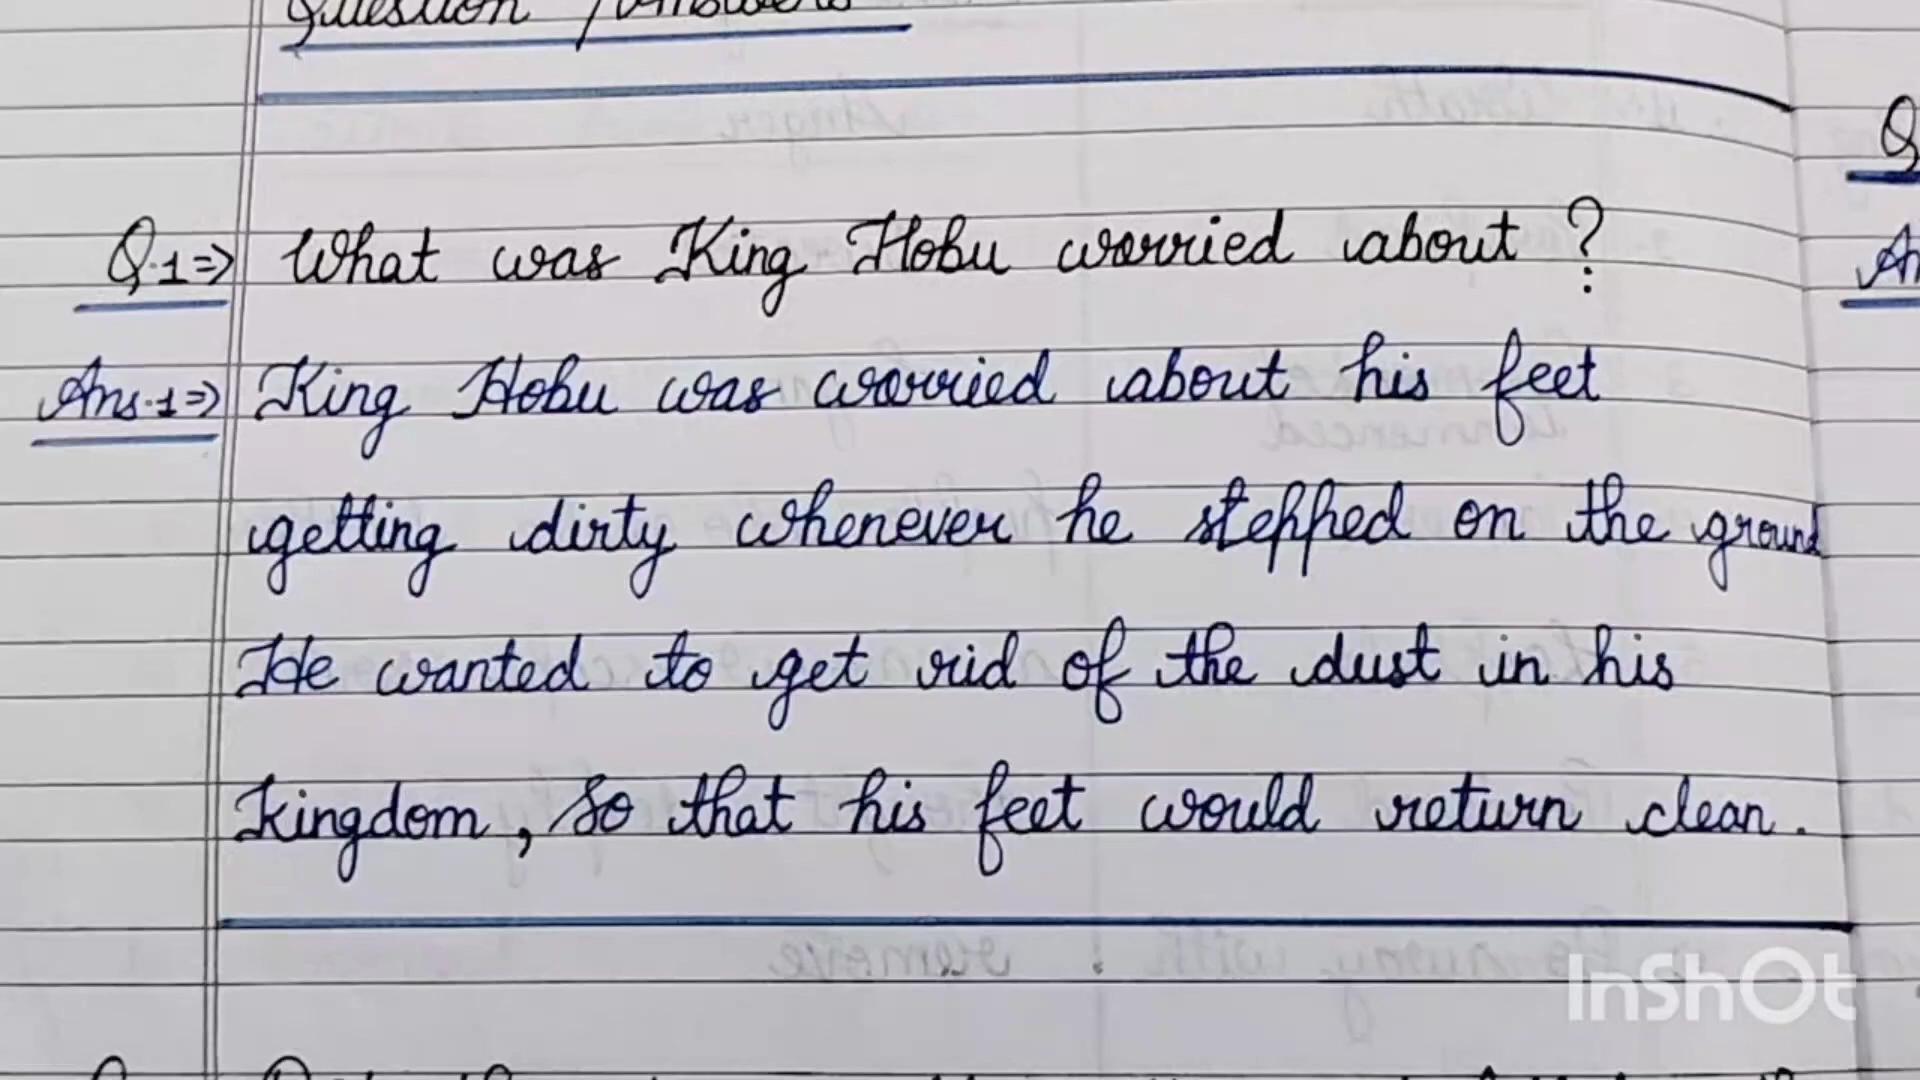 Question / Answers
Q.1=> What was King Hobu worried about ?
Ans.1=> King Hobu was worried about his feet
getting dirty whenever he stepped on the ground
He wanted to get rid of the dust in his
kingdom, so that his feet would return clean.
InShOt